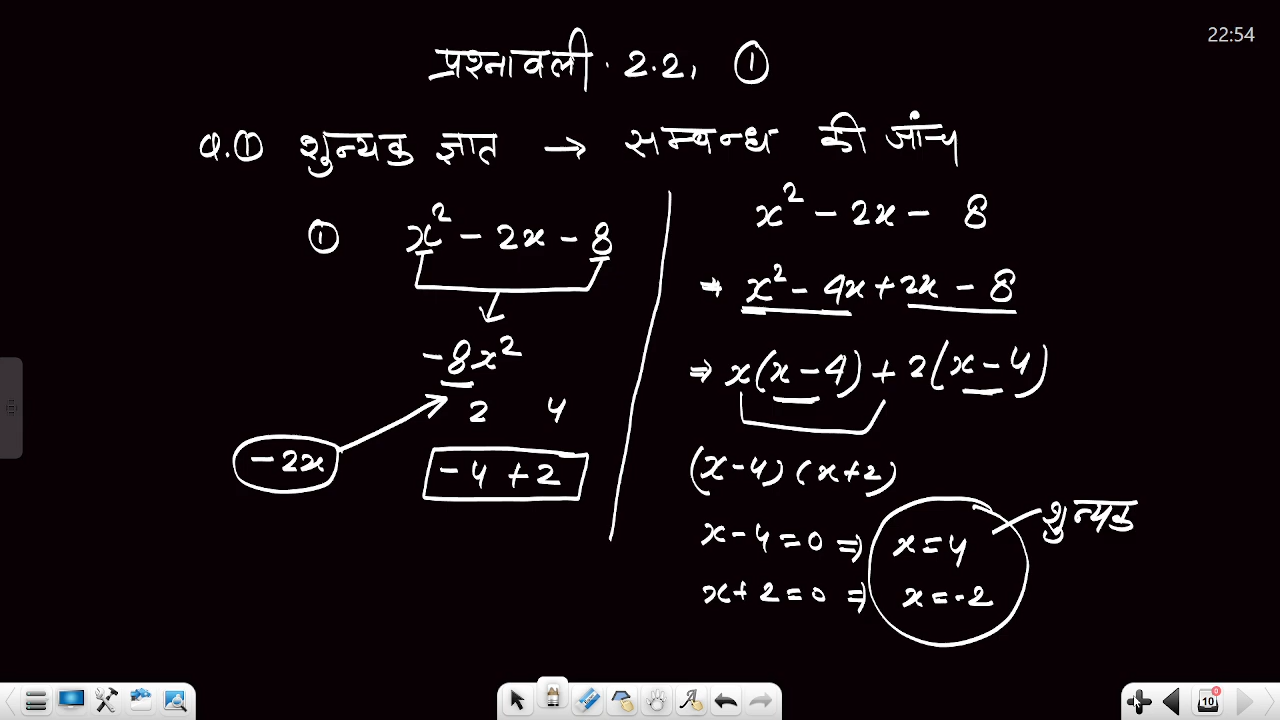 22:54
प्रश्नावली . 2.2, ①
Q.① शुन्यक ज्ञात → सम्बन्ध की जाँच
① x² - 2x - 8
-8x²
2 4
-2x
-4 +2
x² - 2x - 8
⇒ x² - 4x + 2x - 8
⇒ x(x-4) + 2(x-4)
(x-4)(x+2)
x-4=0 ⇒ x=4
शुन्यक
x+2=0 ⇒ x=-2
10
0